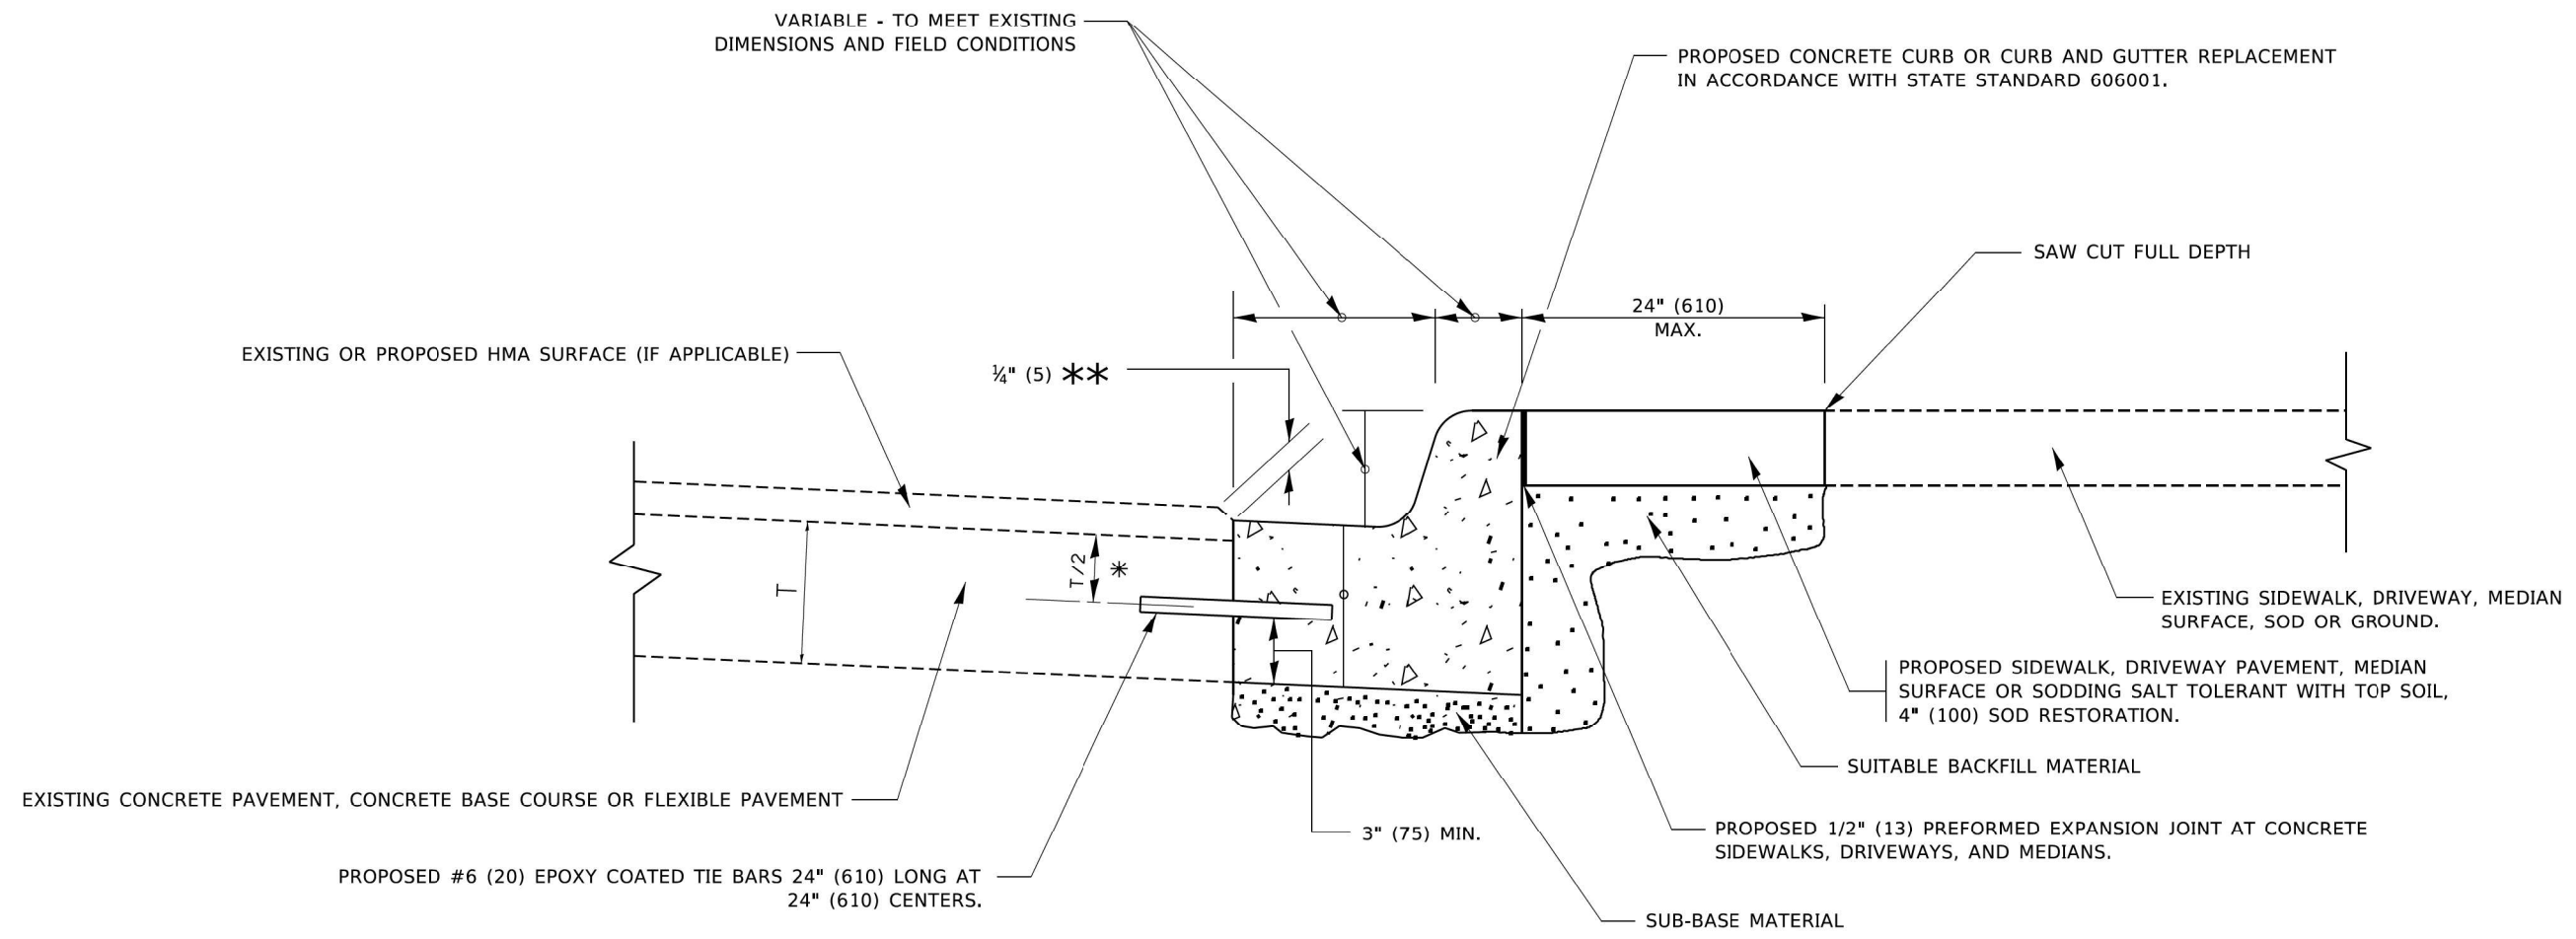 VARIABLE - TO MEET EXISTING
DIMENSIONS AND FIELD CONDITIONS
PROPOSED CONCRETE CURB OR CURB AND GUTTER REPLACEMENT
IN ACCORDANCE WITH STATE STANDARD 606001.
SAW CUT FULL DEPTH
24" (610)
MAX.
EXISTING OR PROPOSED HMA SURFACE (IF APPLICABLE)
¼" (5) **
T/2 *
T
EXISTING SIDEWALK, DRIVEWAY, MEDIAN
SURFACE, SOD OR GROUND.
PROPOSED SIDEWALK, DRIVEWAY PAVEMENT, MEDIAN
SURFACE OR SODDING SALT TOLERANT WITH TOP SOIL,
4" (100) SOD RESTORATION.
SUITABLE BACKFILL MATERIAL
EXISTING CONCRETE PAVEMENT, CONCRETE BASE COURSE OR FLEXIBLE PAVEMENT
3" (75) MIN.
PROPOSED 1/2" (13) PREFORMED EXPANSION JOINT AT CONCRETE
SIDEWALKS, DRIVEWAYS, AND MEDIANS.
PROPOSED #6 (20) EPOXY COATED TIE BARS 24" (610) LONG AT
24" (610) CENTERS.
SUB-BASE MATERIAL